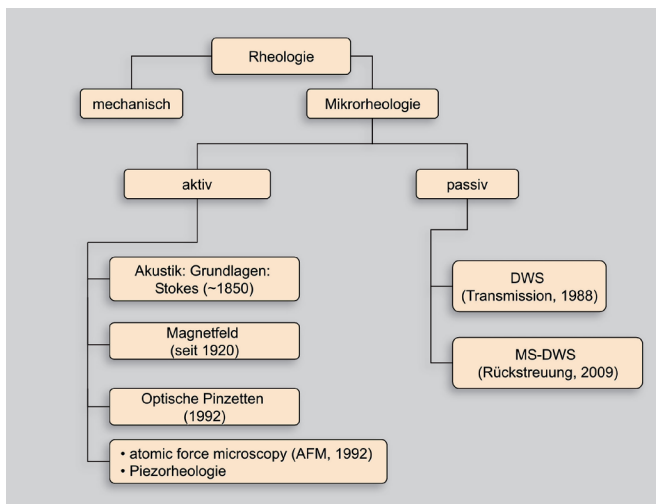 Rheologie
mechanisch
Mikrorheologie
aktiv
passiv
Akustik: Grundlagen:
Stokes (~1850)
Magnetfeld
(seit 1920)
Optische Pinzetten
(1992)
• atomic force microscopy (AFM, 1992)
• Piezorheologie
DWS
(Transmission, 1988)
MS-DWS
(Rückstreuung, 2009)